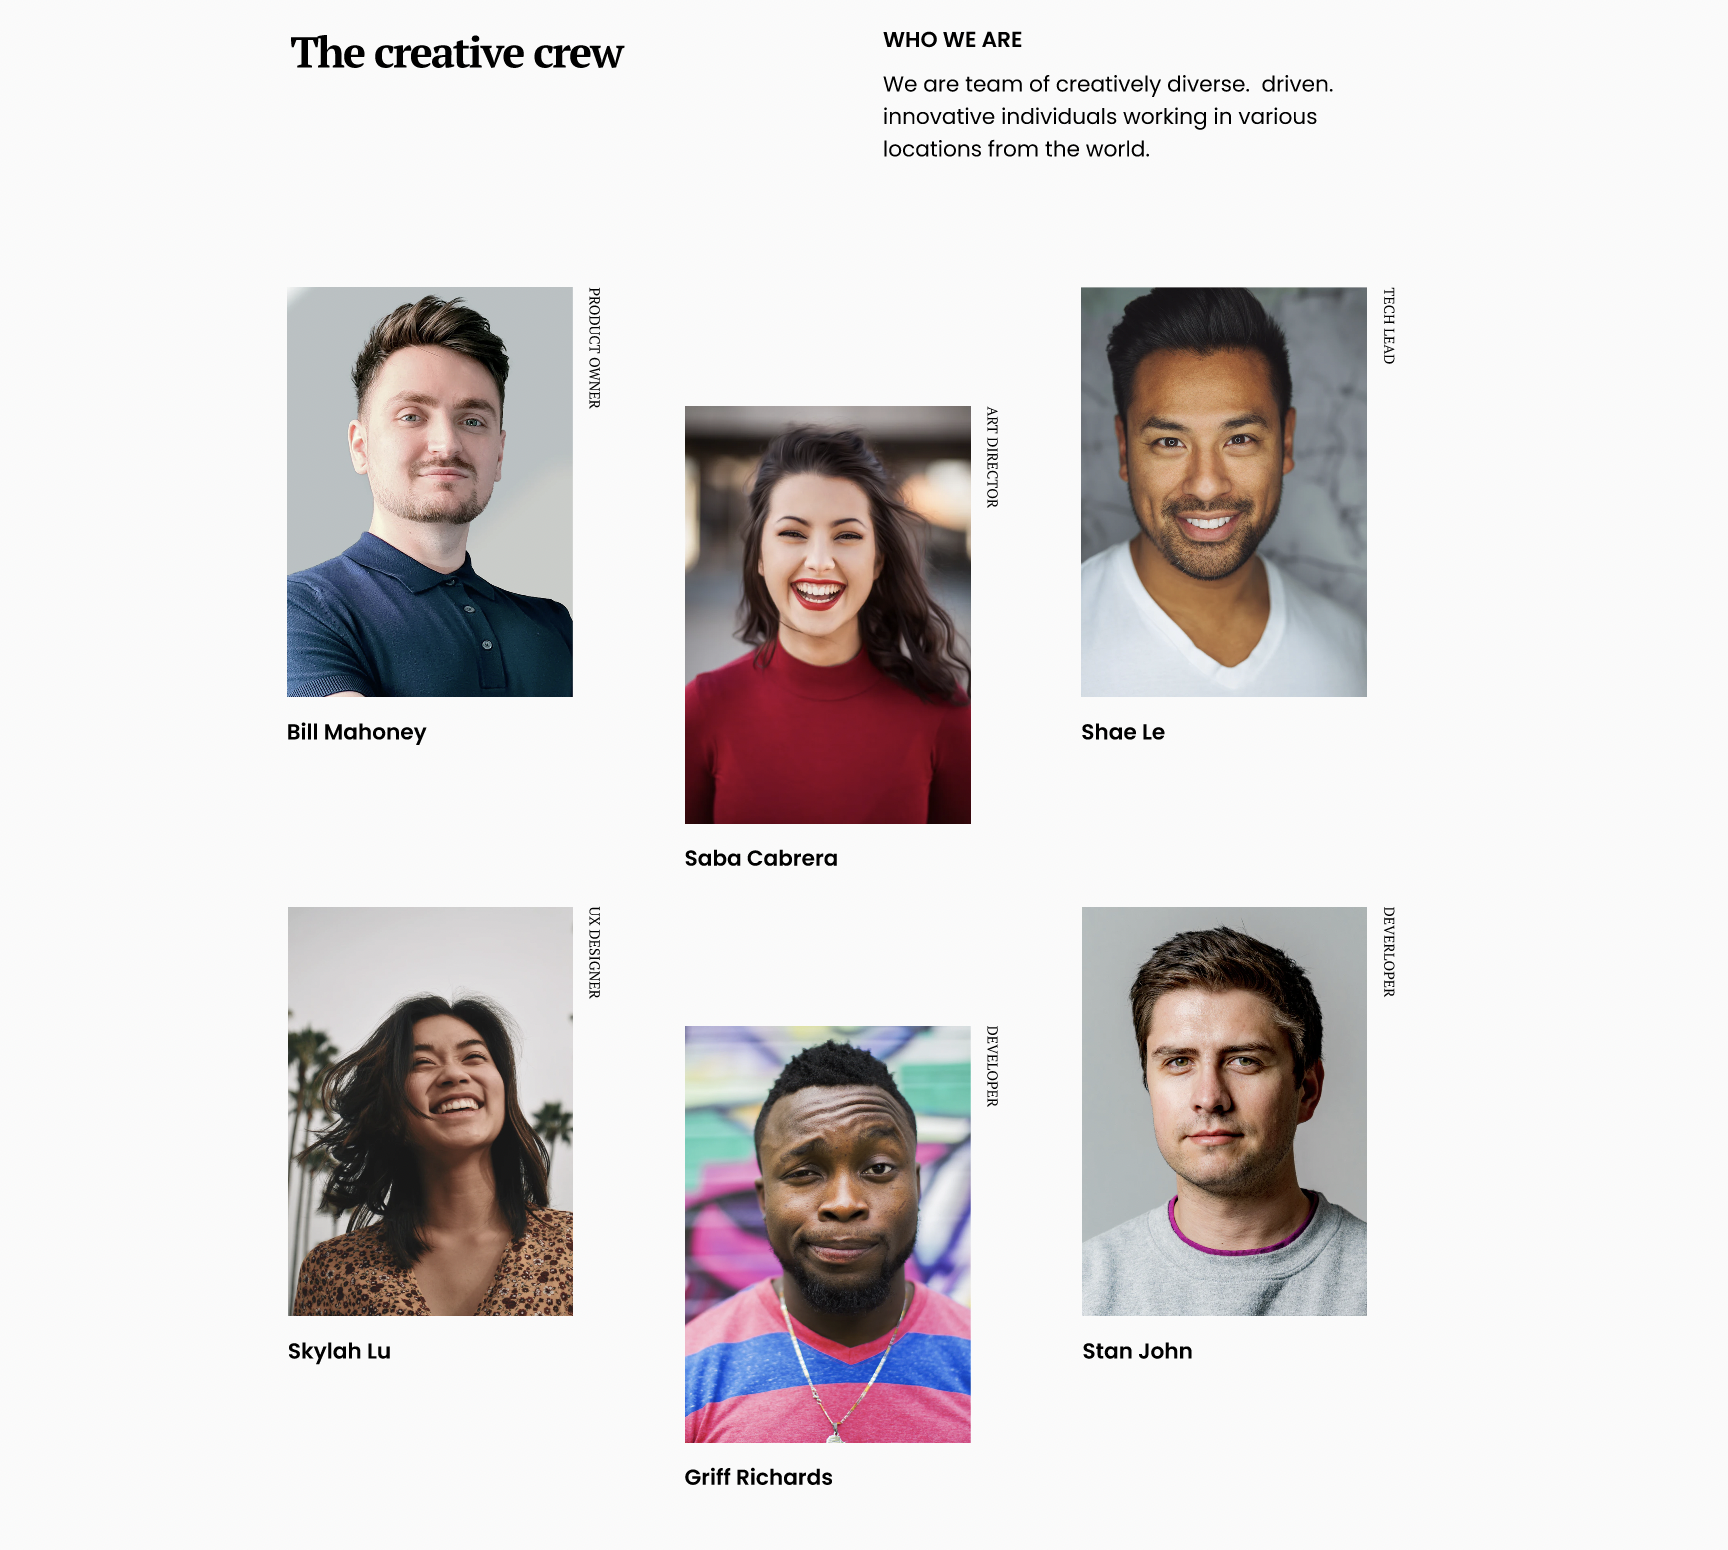 The creative crew
WHO WE ARE
We are team of creatively diverse.  driven.
innovative individuals working in various
locations from the world.
PRODUCT OWNER
Bill Mahoney
ART DIRECTOR
Saba Cabrera
TECH LEAD
Shae Le
UX DESIGNER
Skylah Lu
DEVELOPER
Griff Richards
DEVERLOPER
Stan John